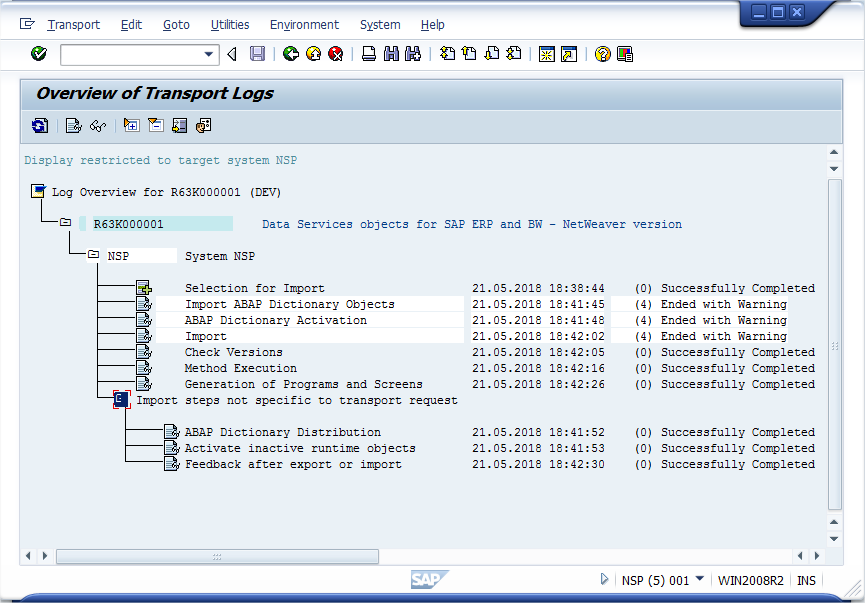 Transport Edit Goto Utilities Environment System Help
Overview of Transport Logs
Display restricted to target system NSP
Log Overview for R63K000001 (DEV)
R63K000001 Data Services objects for SAP ERP and BW - NetWeaver version
NSP System NSP
Selection for Import 21.05.2018 18:38:44 (0) Successfully Completed
Import ABAP Dictionary Objects 21.05.2018 18:41:45 (4) Ended with Warning
ABAP Dictionary Activation 21.05.2018 18:41:48 (4) Ended with Warning
Import 21.05.2018 18:42:02 (4) Ended with Warning
Check Versions 21.05.2018 18:42:05 (0) Successfully Completed
Method Execution 21.05.2018 18:42:16 (0) Successfully Completed
Generation of Programs and Screens 21.05.2018 18:42:26 (0) Successfully Completed
Import steps not specific to transport request
ABAP Dictionary Distribution 21.05.2018 18:41:52 (0) Successfully Completed
Activate inactive runtime objects 21.05.2018 18:41:53 (0) Successfully Completed
Feedback after export or import 21.05.2018 18:42:30 (0) Successfully Completed
SAP NSP (5) 001 WIN2008R2 INS